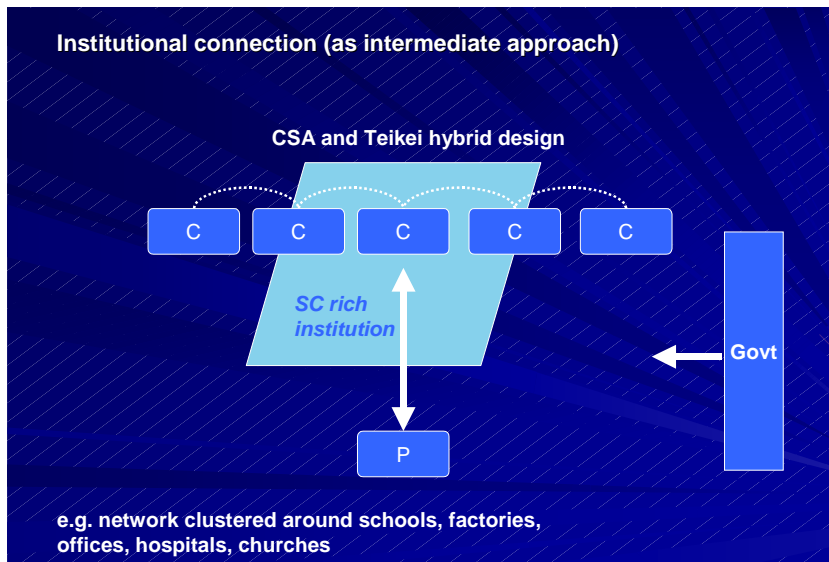 Institutional connection (as intermediate approach)
CSA and Teikei hybrid design
C
C
C
C
C
SC rich
institution
Govt
P
e.g. network clustered around schools, factories,
offices, hospitals, churches